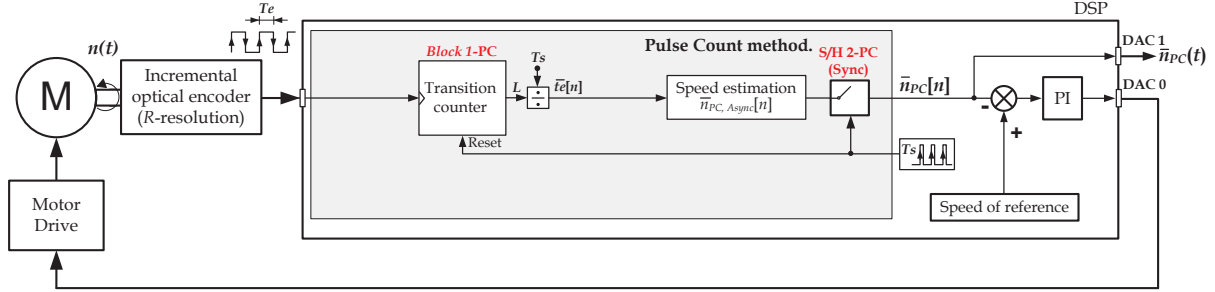 DSP
Te
n(t)
M
Incremental
optical encoder
(R-resolution)
Motor
Drive
Pulse Count method.
Block 1-PC
Transition
counter
Reset
L
Ts
÷
t̅e[n]
Speed estimation
n̅PC, Async[n]
S/H 2-PC
(Sync)
Ts
n̅PC[n]
-
+
PI
Speed of reference
DAC 1
n̅PC(t)
DAC 0